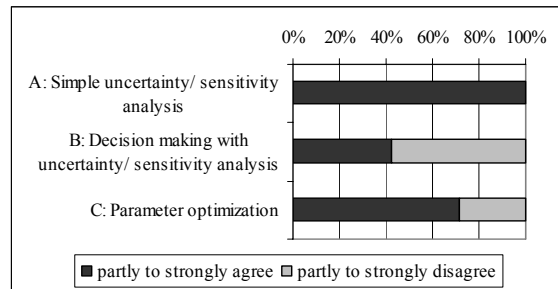 0% 20% 40% 60% 80% 100%
A: Simple uncertainty/ sensitivity
analysis
B: Decision making with
uncertainty/ sensitivity analysis
C: Parameter optimization
partly to strongly agree partly to strongly disagree